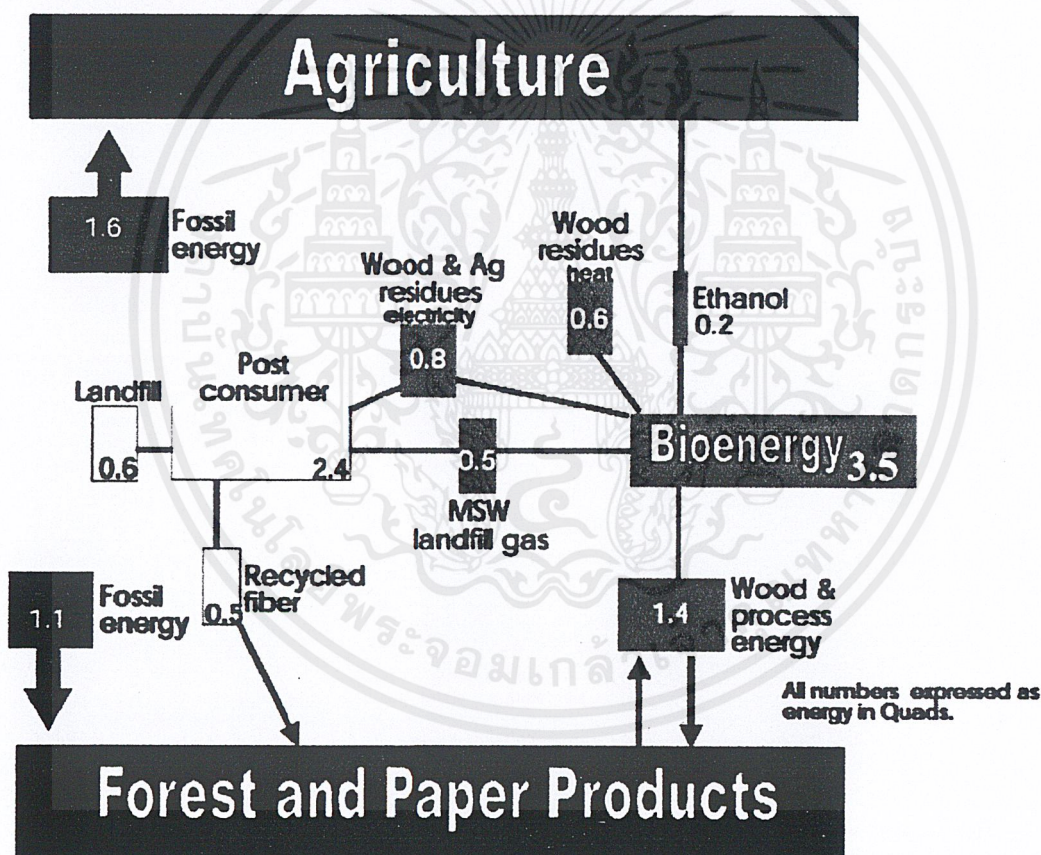 Agriculture
1.6
Fossil
energy
Wood & Ag
residues
electricity
0.8
Wood
residues
heat
0.6
Ethanol
0.2
Landfill
0.6
Post
consumer
2.4
0.5
MSW
landfill gas
Bioenergy 3.5
1.1
Fossil
energy
Recycled
fiber
0.5
1.4
Wood &
process
energy
All numbers expressed as
energy in Quads.
Forest and Paper Products